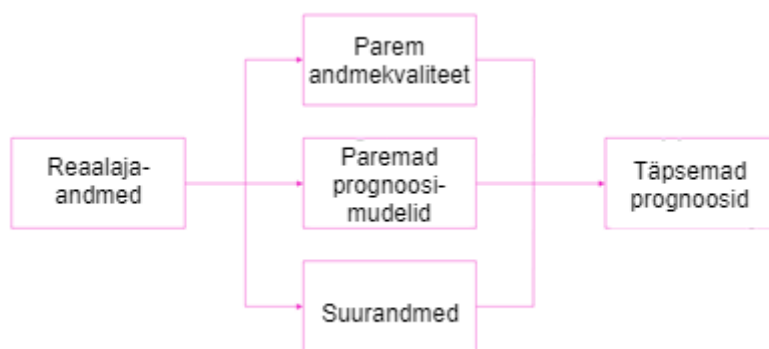 Reaalaja-
andmed
Parem
andmekvaliteet
Paremad
prognoosi-
mudelid
Suurandmed
Täpsemad
prognoosid